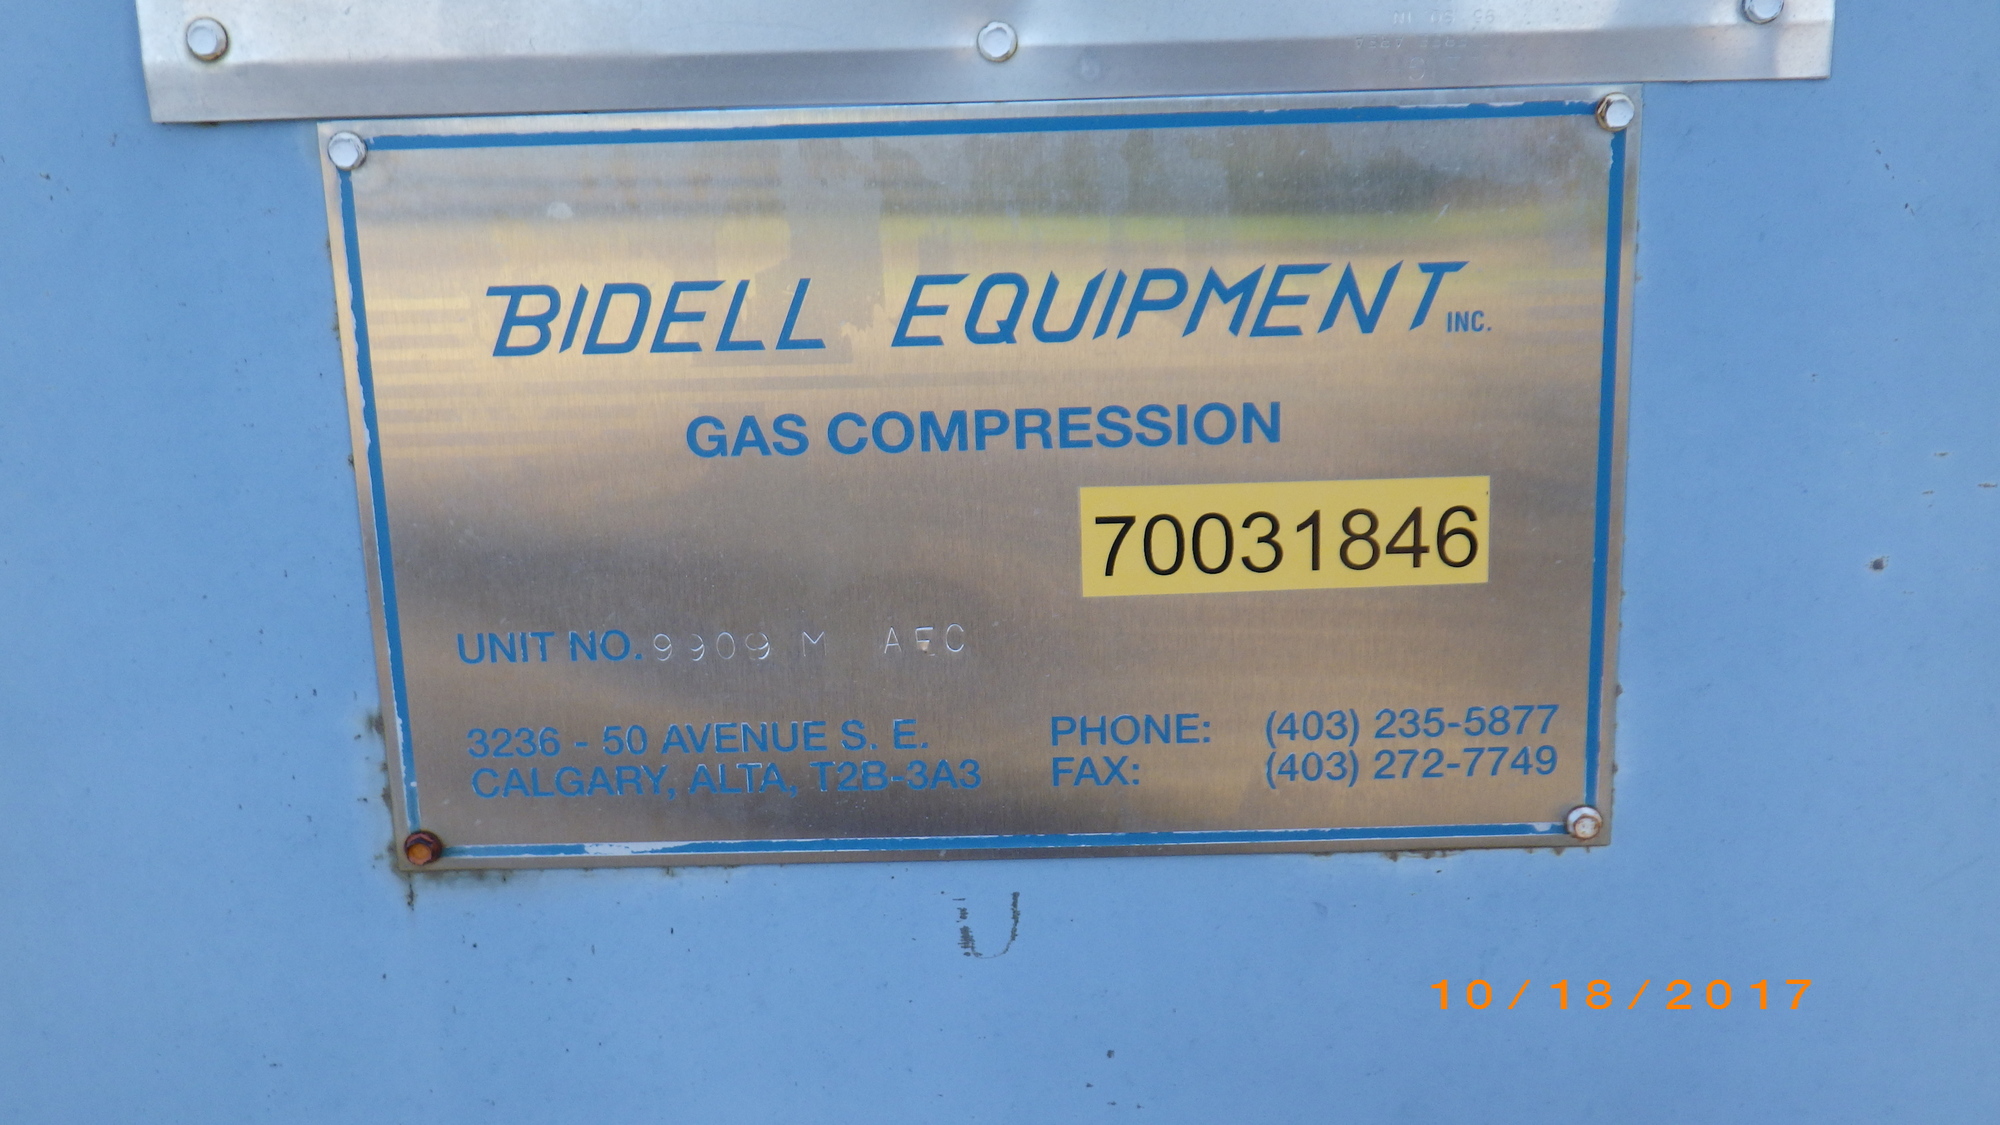 BIDELL EQUIPMENT INC.
GAS COMPRESSION
70031846
UNIT NO. 9909 M AEC
3236 - 50 AVENUE S. E.
CALGARY, ALTA, T2B-3A3
PHONE: (403) 235-5877
FAX: (403) 272-7749
10/18/2017